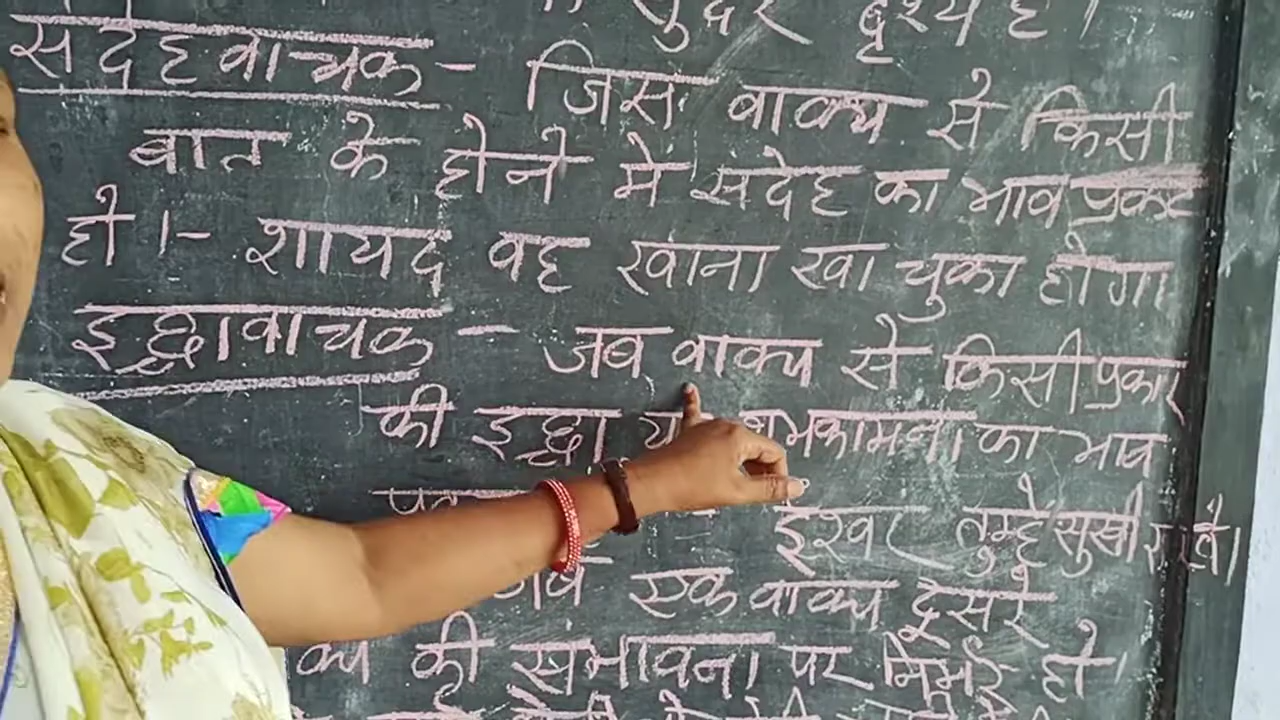 सुंदर दृश्य है।
संदेहवाचक - जिस वाक्य से किसी
बात के होने में संदेह का भाव प्रकट
हो।- शायद वह खाना खा चुका होगा
इच्छावाचक - जब वाक्य से किसी प्रकार
की इच्छा या शुभकामना का भाव
- ईश्वर तुम्हे सुखी रखे।
एक वाक्य दूसरे
की संभावना पर निर्भर हो।